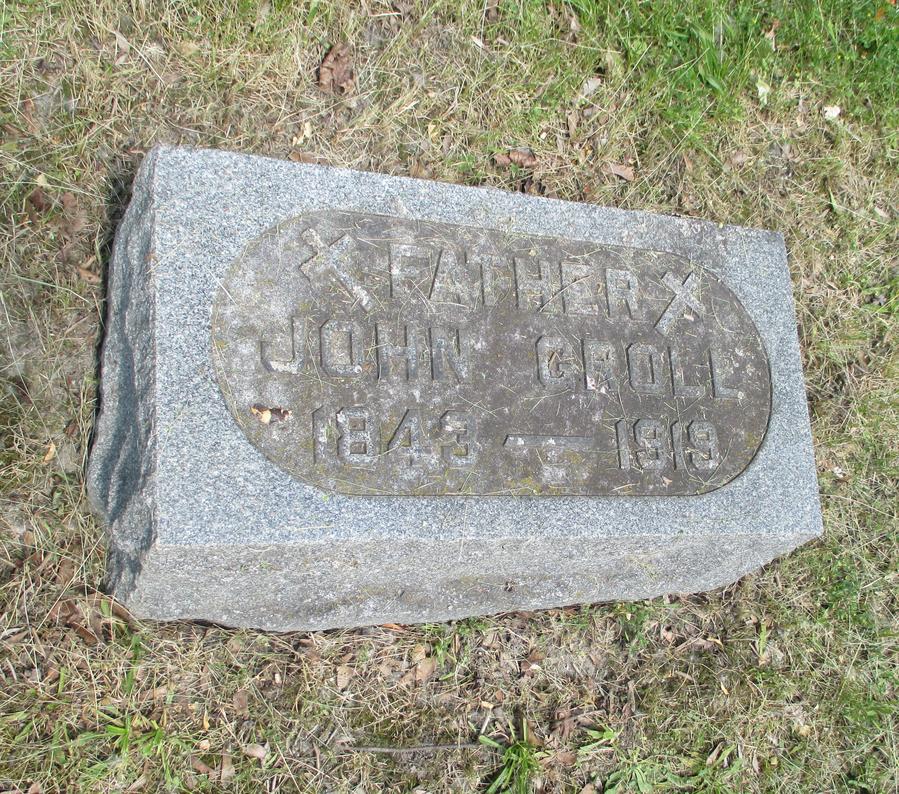 FATHER
JOHN GROLL
1843 — 1919